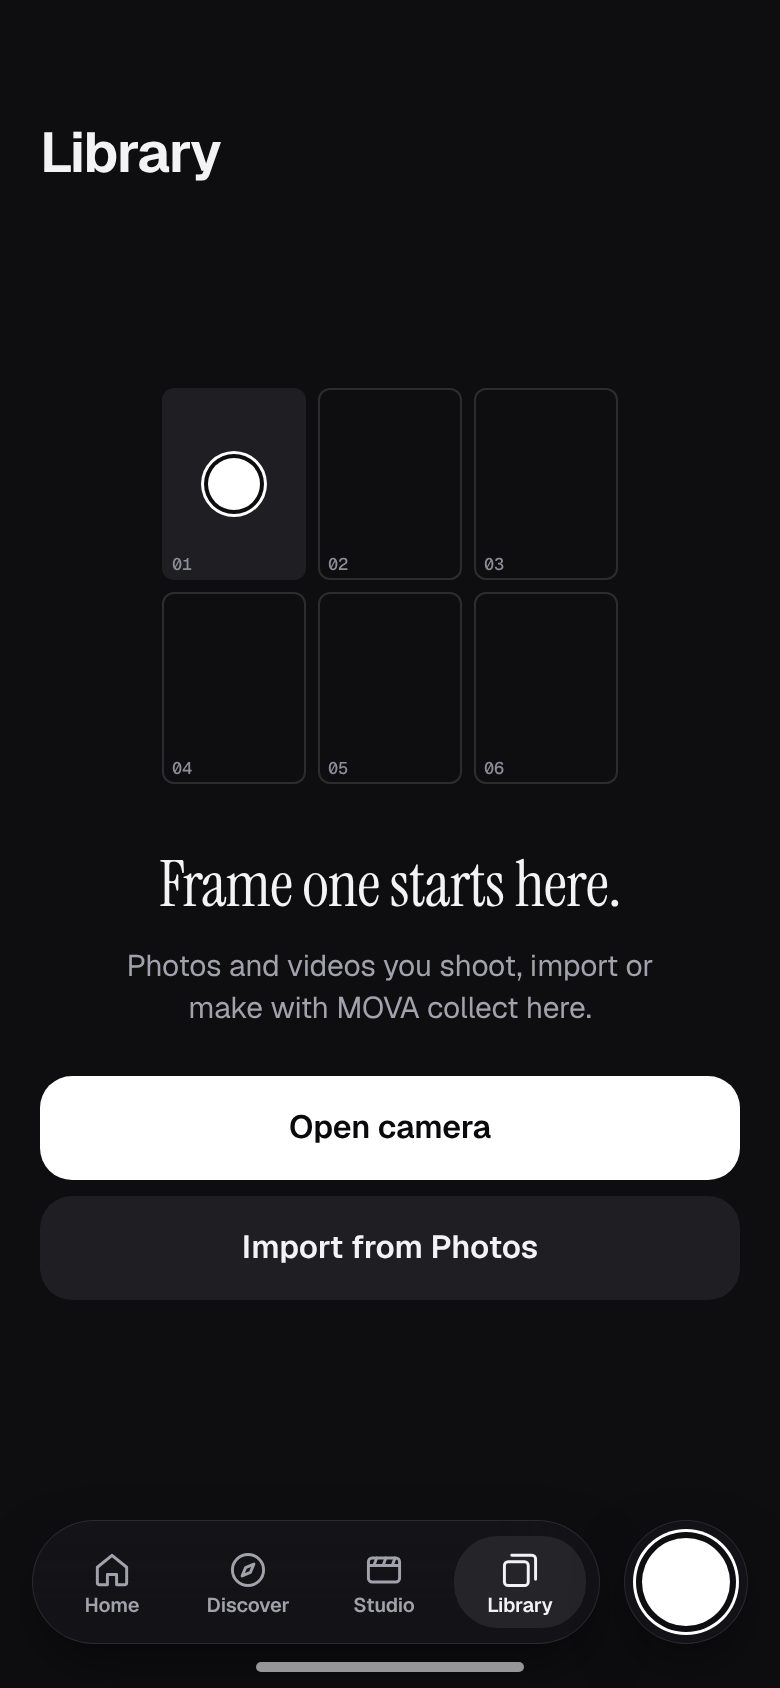 Library
01
02
03
04
05
06
Frame one starts here.
Photos and videos you shoot, import or
make with MOVA collect here.
Open camera
Import from Photos
Home
Discover
Studio
Library